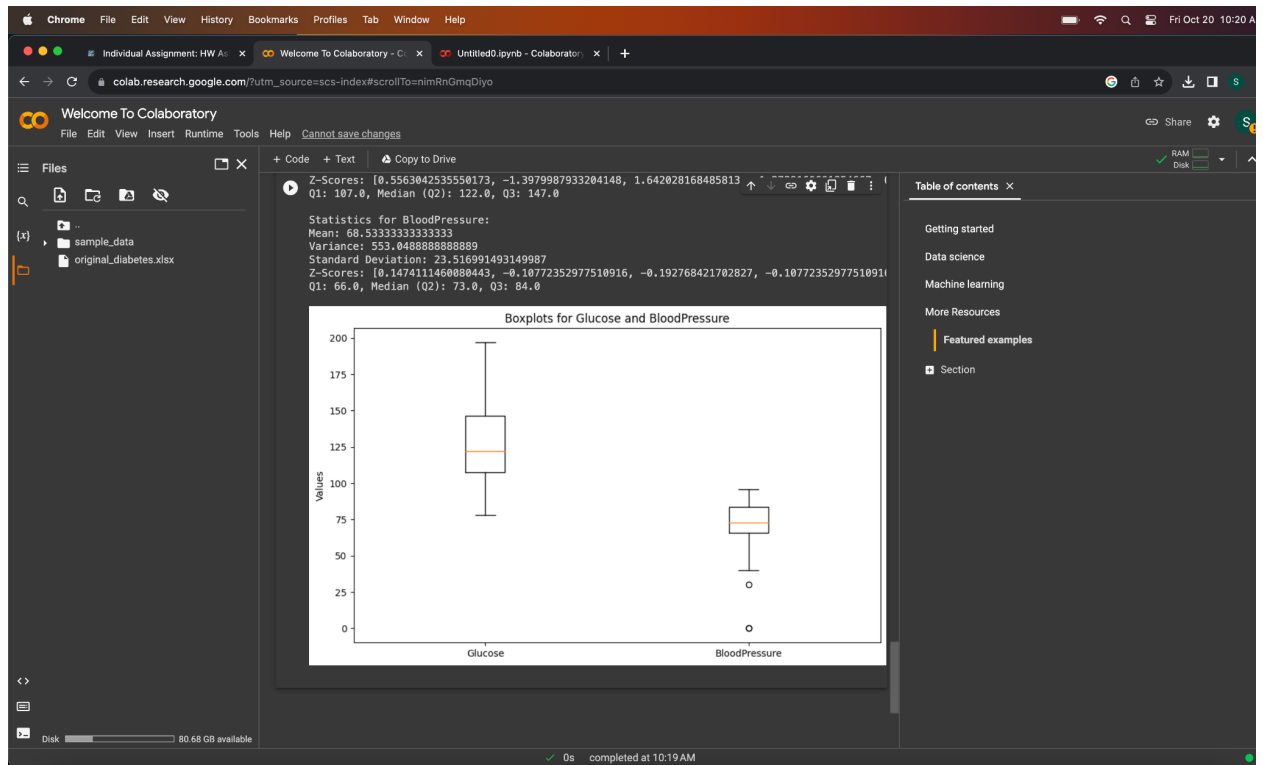 Chrome File Edit View History Bookmarks Profiles Tab Window Help
Fri Oct 20 10:20 A
Individual Assignment: HW As
Welcome To Colaboratory - Co
Untitled0.ipynb - Colaboratory
colab.research.google.com/?utm_source=scs-index#scrollTo=nimRnGmqDiyo
S
Welcome To Colaboratory
File Edit View Insert Runtime Tools Help Cannot save changes
Share
S
Files
+ Code + Text Copy to Drive
RAM
Disk
..
sample_data
original_diabetes.xlsx
{x}
Z-Scores: [0.5563042535550173, -1.3979987933204148, 1.642028168485813
Q1: 107.0, Median (Q2): 122.0, Q3: 147.0
Statistics for BloodPressure:
Mean: 68.53333333333333
Variance: 553.0488888888889
Standard Deviation: 23.516991493149987
Z-Scores: [0.1474111460080443, -0.10772352977510916, -0.192768421702827, -0.1077235297751091
Q1: 66.0, Median (Q2): 73.0, Q3: 84.0
Boxplots for Glucose and BloodPressure
Values
200
175
150
125
100
75
50
25
0
Glucose
BloodPressure
Table of contents
Getting started
Data science
Machine learning
More Resources
Featured examples
Section
Disk
80.68 GB available
0s completed at 10:19 AM